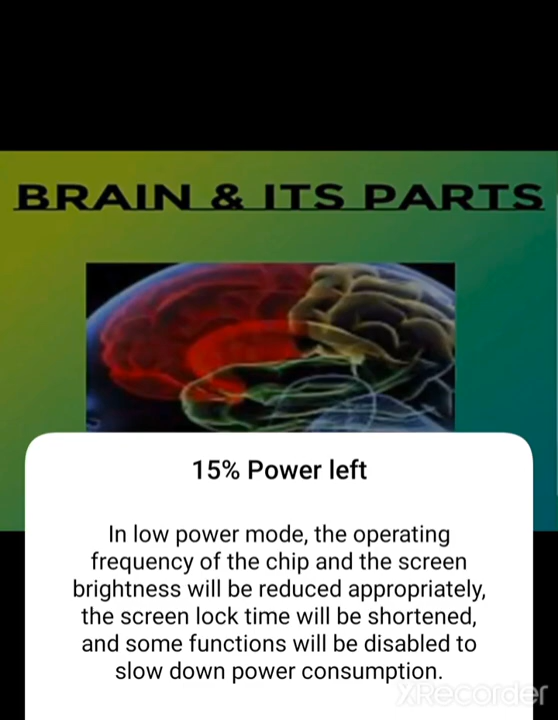 BRAIN & ITS PARTS
15% Power left
In low power mode, the operating
frequency of the chip and the screen
brightness will be reduced appropriately,
the screen lock time will be shortened,
and some functions will be disabled to
slow down power consumption.
XRecorder